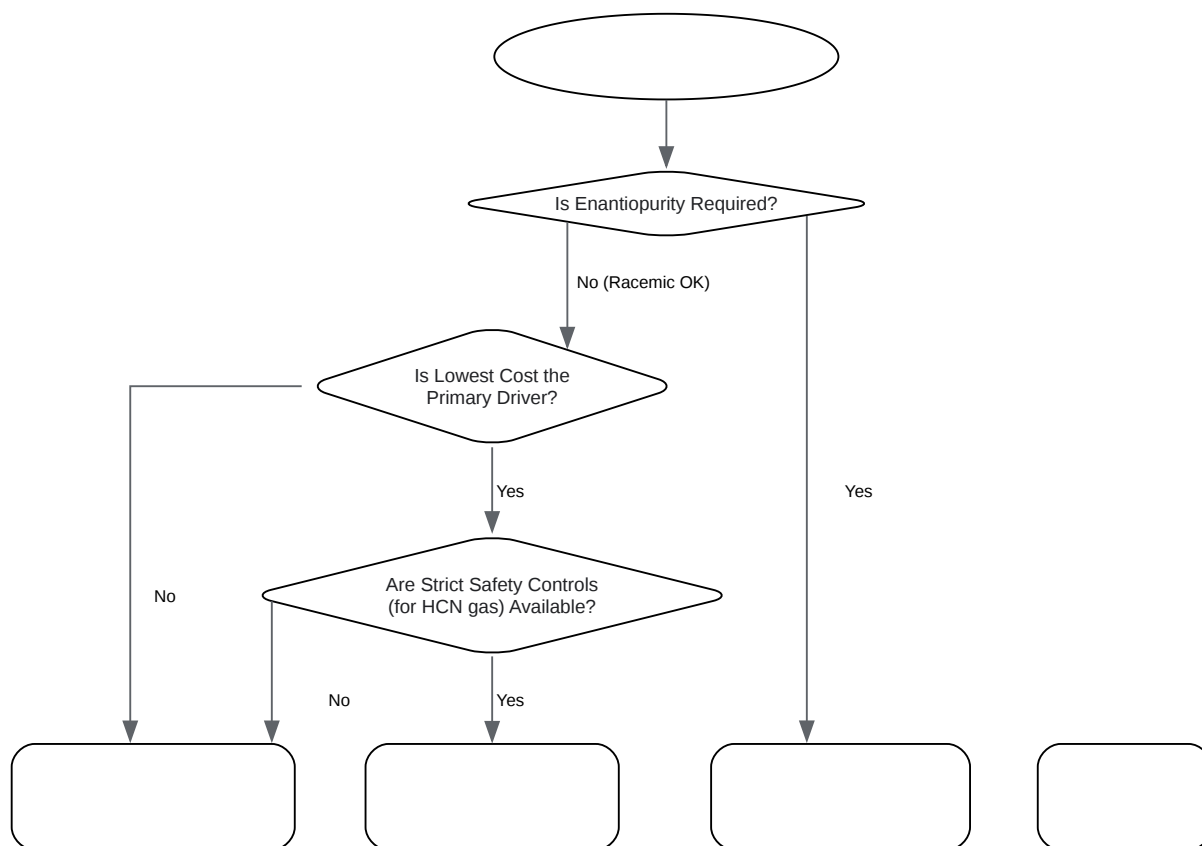 Is Enantiopurity Required?
No (Racemic OK)
Is Lowest Cost the
Primary Driver?
Yes
Yes
Are Strict Safety Controls
(for HCN gas) Available?
No
No
Yes